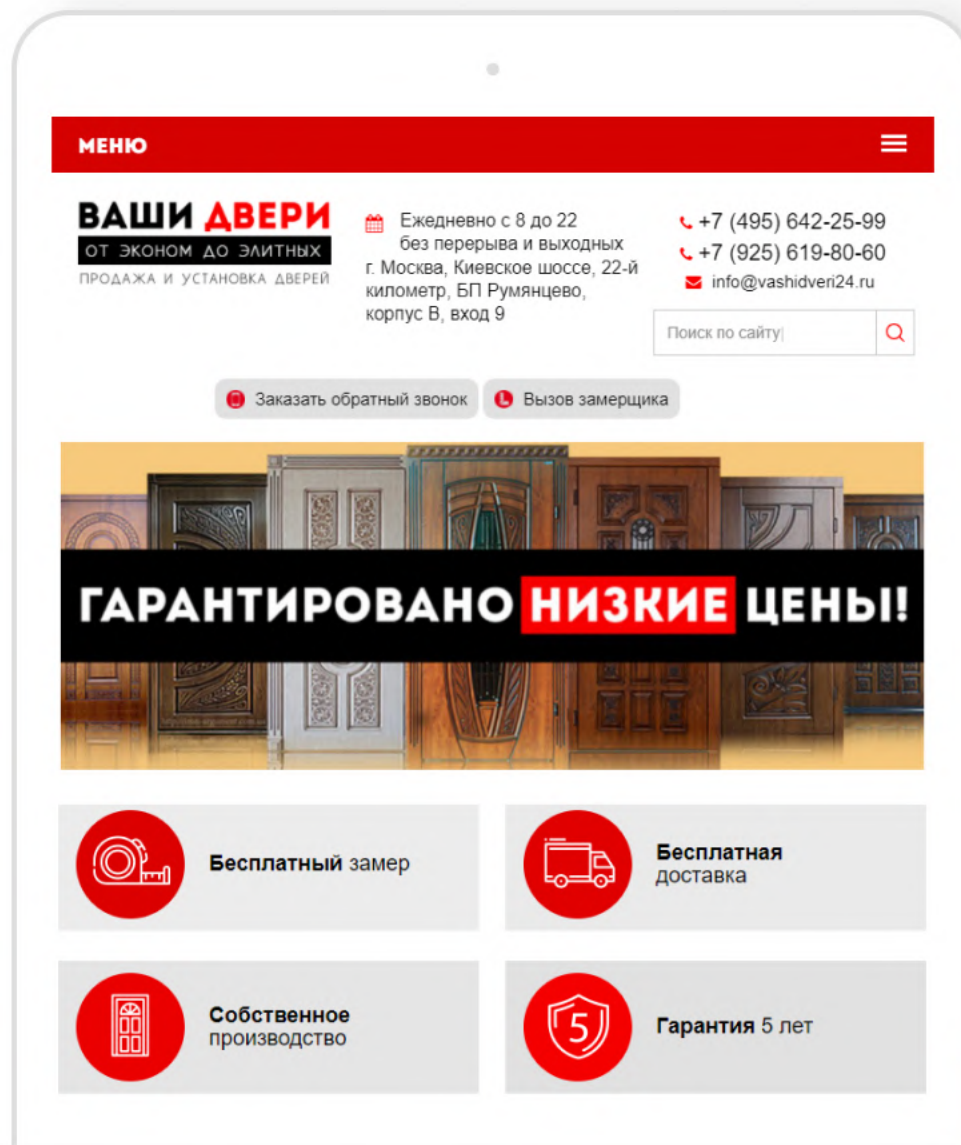 МЕНЮ
ВАШИ ДВЕРИ
ОТ ЭКОНОМ ДО ЭЛИТНЫХ
ПРОДАЖА И УСТАНОВКА ДВЕРЕЙ
Ежедневно с 8 до 22
без перерыва и выходных
г. Москва, Киевское шоссе, 22-й
километр, БП Румянцево,
корпус В, вход 9
+7 (495) 642-25-99
+7 (925) 619-80-60
info@vashidveri24.ru
Поиск по сайту
Заказать обратный звонок
Вызов замерщика
ГАРАНТИРОВАНО НИЗКИЕ ЦЕНЫ!
Бесплатный замер
Бесплатная
доставка
Собственное
производство
5
Гарантия 5 лет